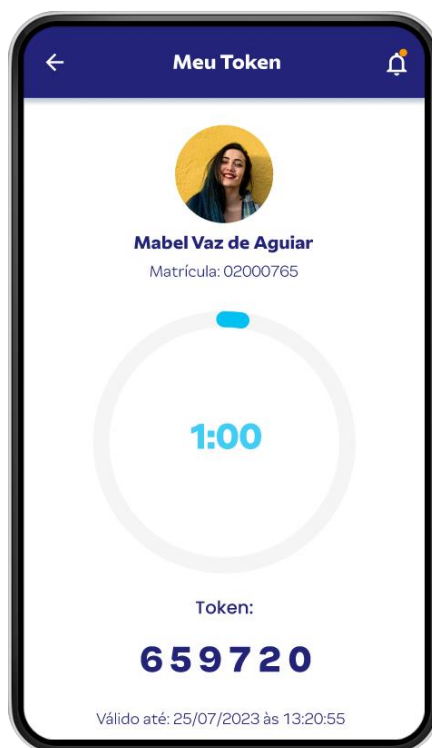 Meu Token
Mabel Vaz de Aguiar
Matrícula: 02000765
1:00
Token:
659720
Válido até: 25/07/2023 às 13:20:55